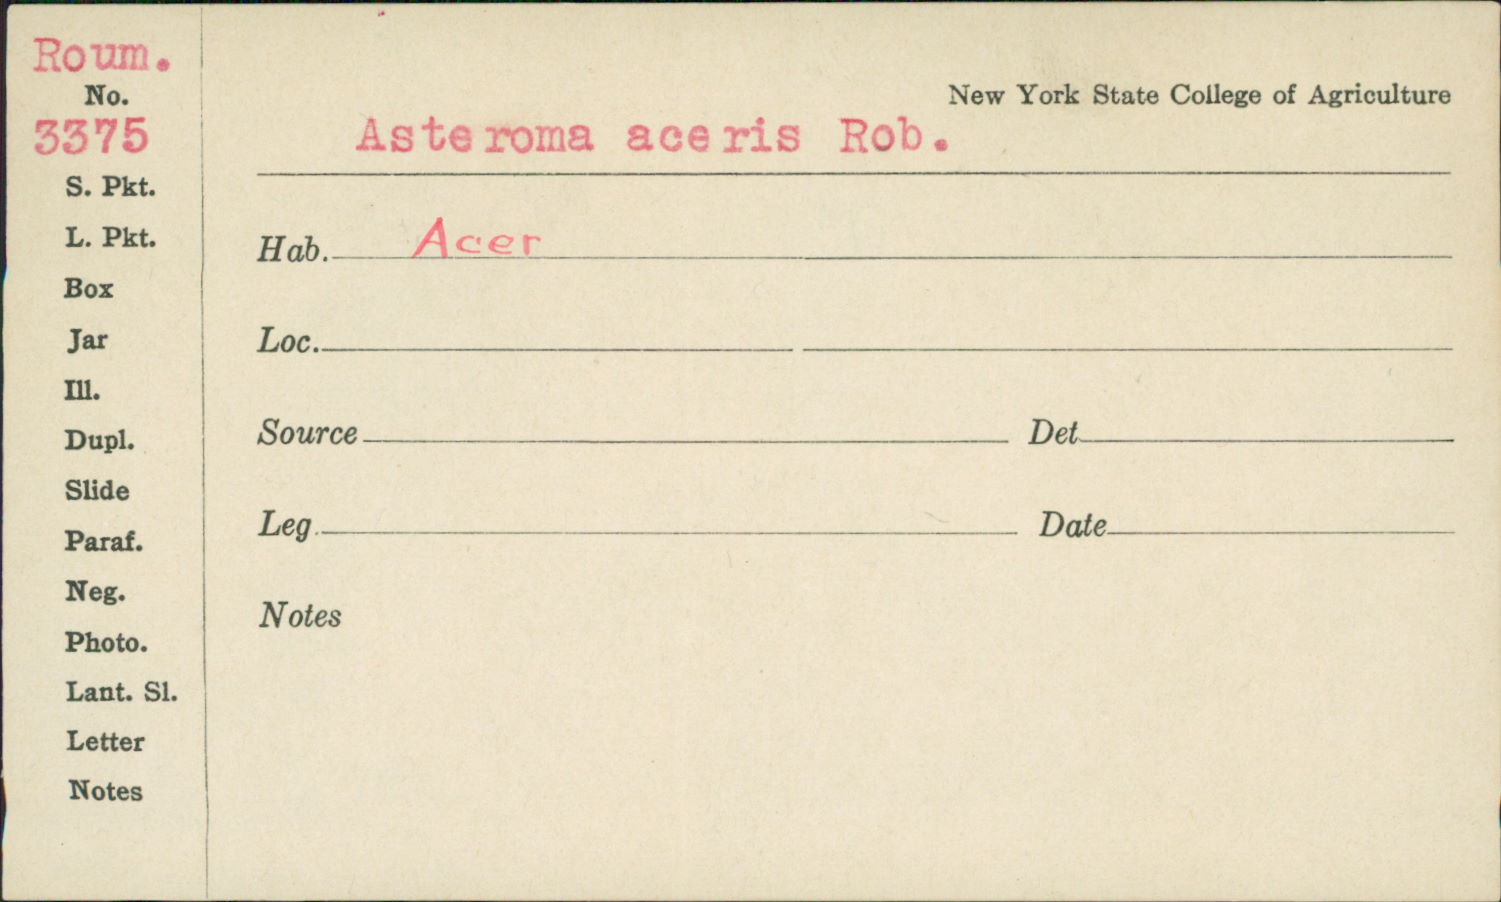 Roum.
No.
3375
S. Pkt.
L. Pkt.
Box
Jar
Ill.
Dupl.
Slide
Paraf.
Neg.
Photo.
Lant. Sl.
Letter
Notes
New York State College of Agriculture
Asteroma aceris Rob.
Hab. Acer
Loc.
Source Det
Leg. Date
Notes